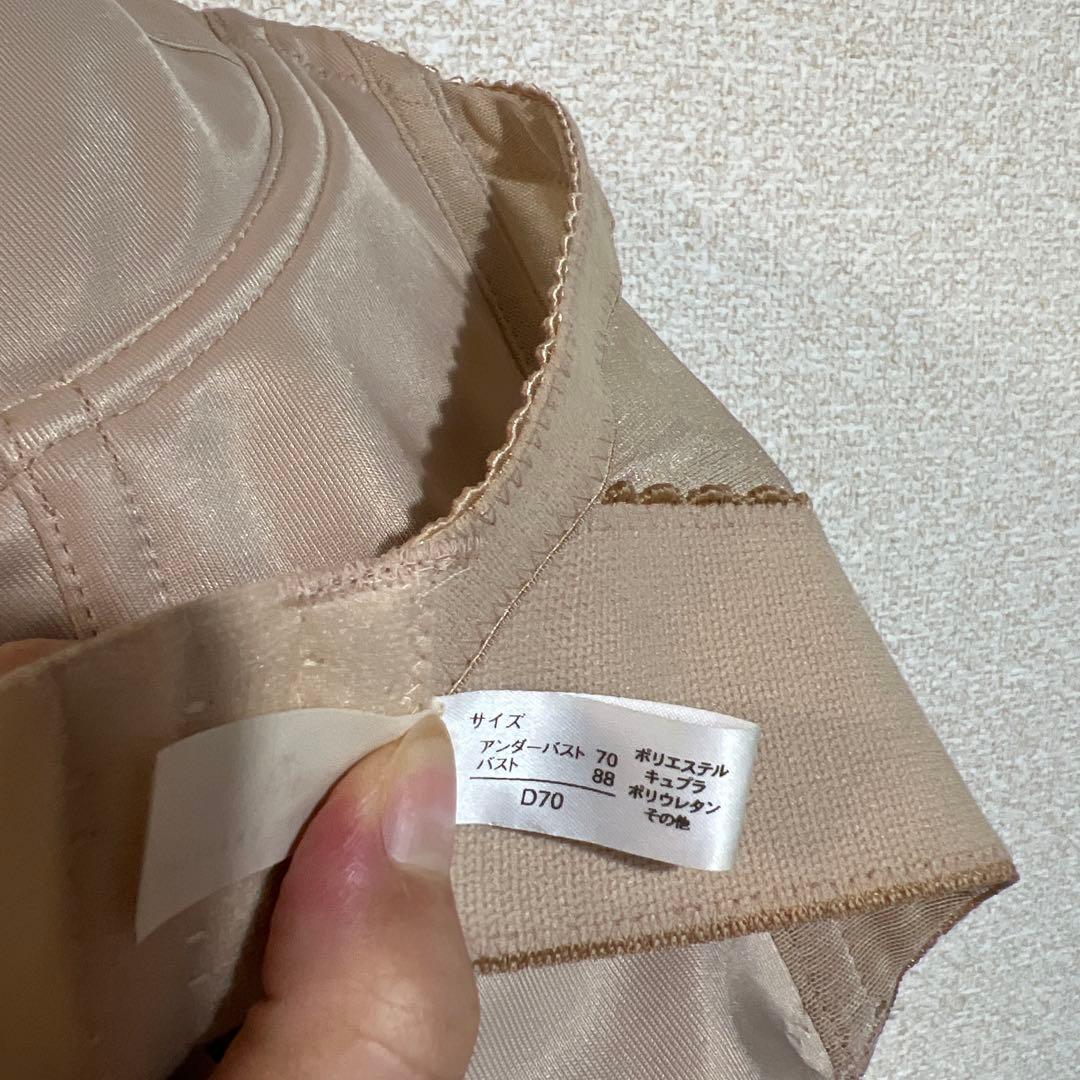 サイズ
アンダーバスト 70
バスト 88
D70
ポリエステル
キュプラ
ポリウレタン
その他